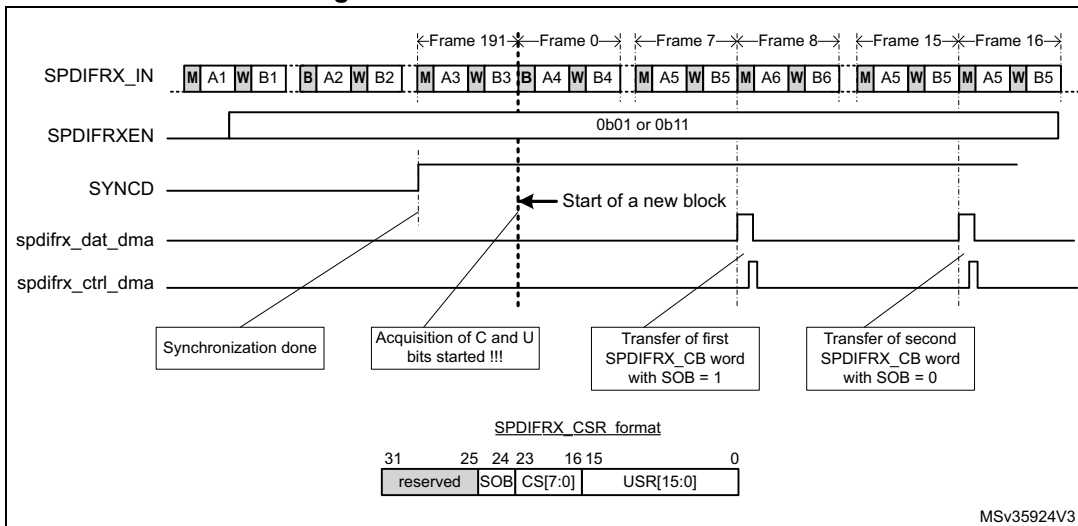 Frame 191 Frame 0 Frame 7 Frame 8 Frame 15 Frame 16
SPDIFRX_IN M A1 W B1 B A2 W B2 M A3 W B3 B A4 W B4 M A5 W B5 M A6 W B6 M A5 W B5 M A5 W B5
SPDIFRXEN 0b01 or 0b11
SYNCD
Start of a new block
spdifrx_dat_dma
spdifrx_ctrl_dma
Synchronization done
Acquisition of C and U
bits started !!!
Transfer of first
SPDIFRX_CB word
with SOB = 1
Transfer of second
SPDIFRX_CB word
with SOB = 0
SPDIFRX_CSR format
31 25 24 23 16 15 0
reserved SOB CS[7:0] USR[15:0]
MSv35924V3